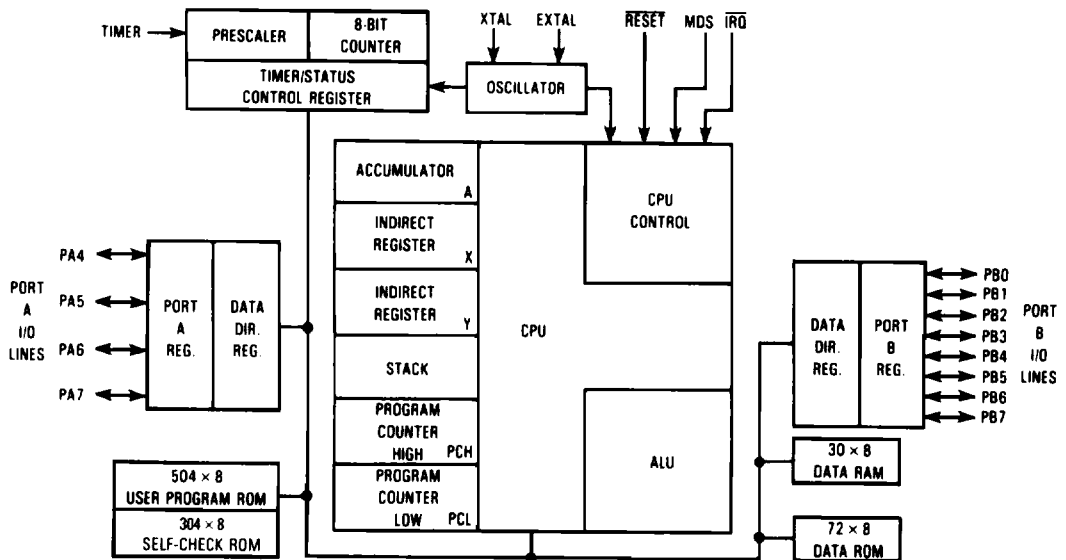 TIMER
PRESCALER
8-BIT
COUNTER
TIMER/STATUS
CONTROL REGISTER
XTAL
EXTAL
OSCILLATOR
RESET
MDS
IRQ
ACCUMULATOR
A
INDIRECT
REGISTER
X
INDIRECT
REGISTER
Y
STACK
PROGRAM
COUNTER
HIGH PCH
PROGRAM
COUNTER
LOW PCL
CPU
CPU
CONTROL
ALU
PORT
A
I/O
LINES
PA4
PA5
PA6
PA7
PORT
A
REG.
DATA
DIR.
REG.
504 × 8
USER PROGRAM ROM
304 × 8
SELF-CHECK ROM
DATA
DIR.
REG.
PORT
B
REG.
PB0
PB1
PB2
PB3
PB4
PB5
PB6
PB7
PORT
B
I/O
LINES
30 × 8
DATA RAM
72 × 8
DATA ROM